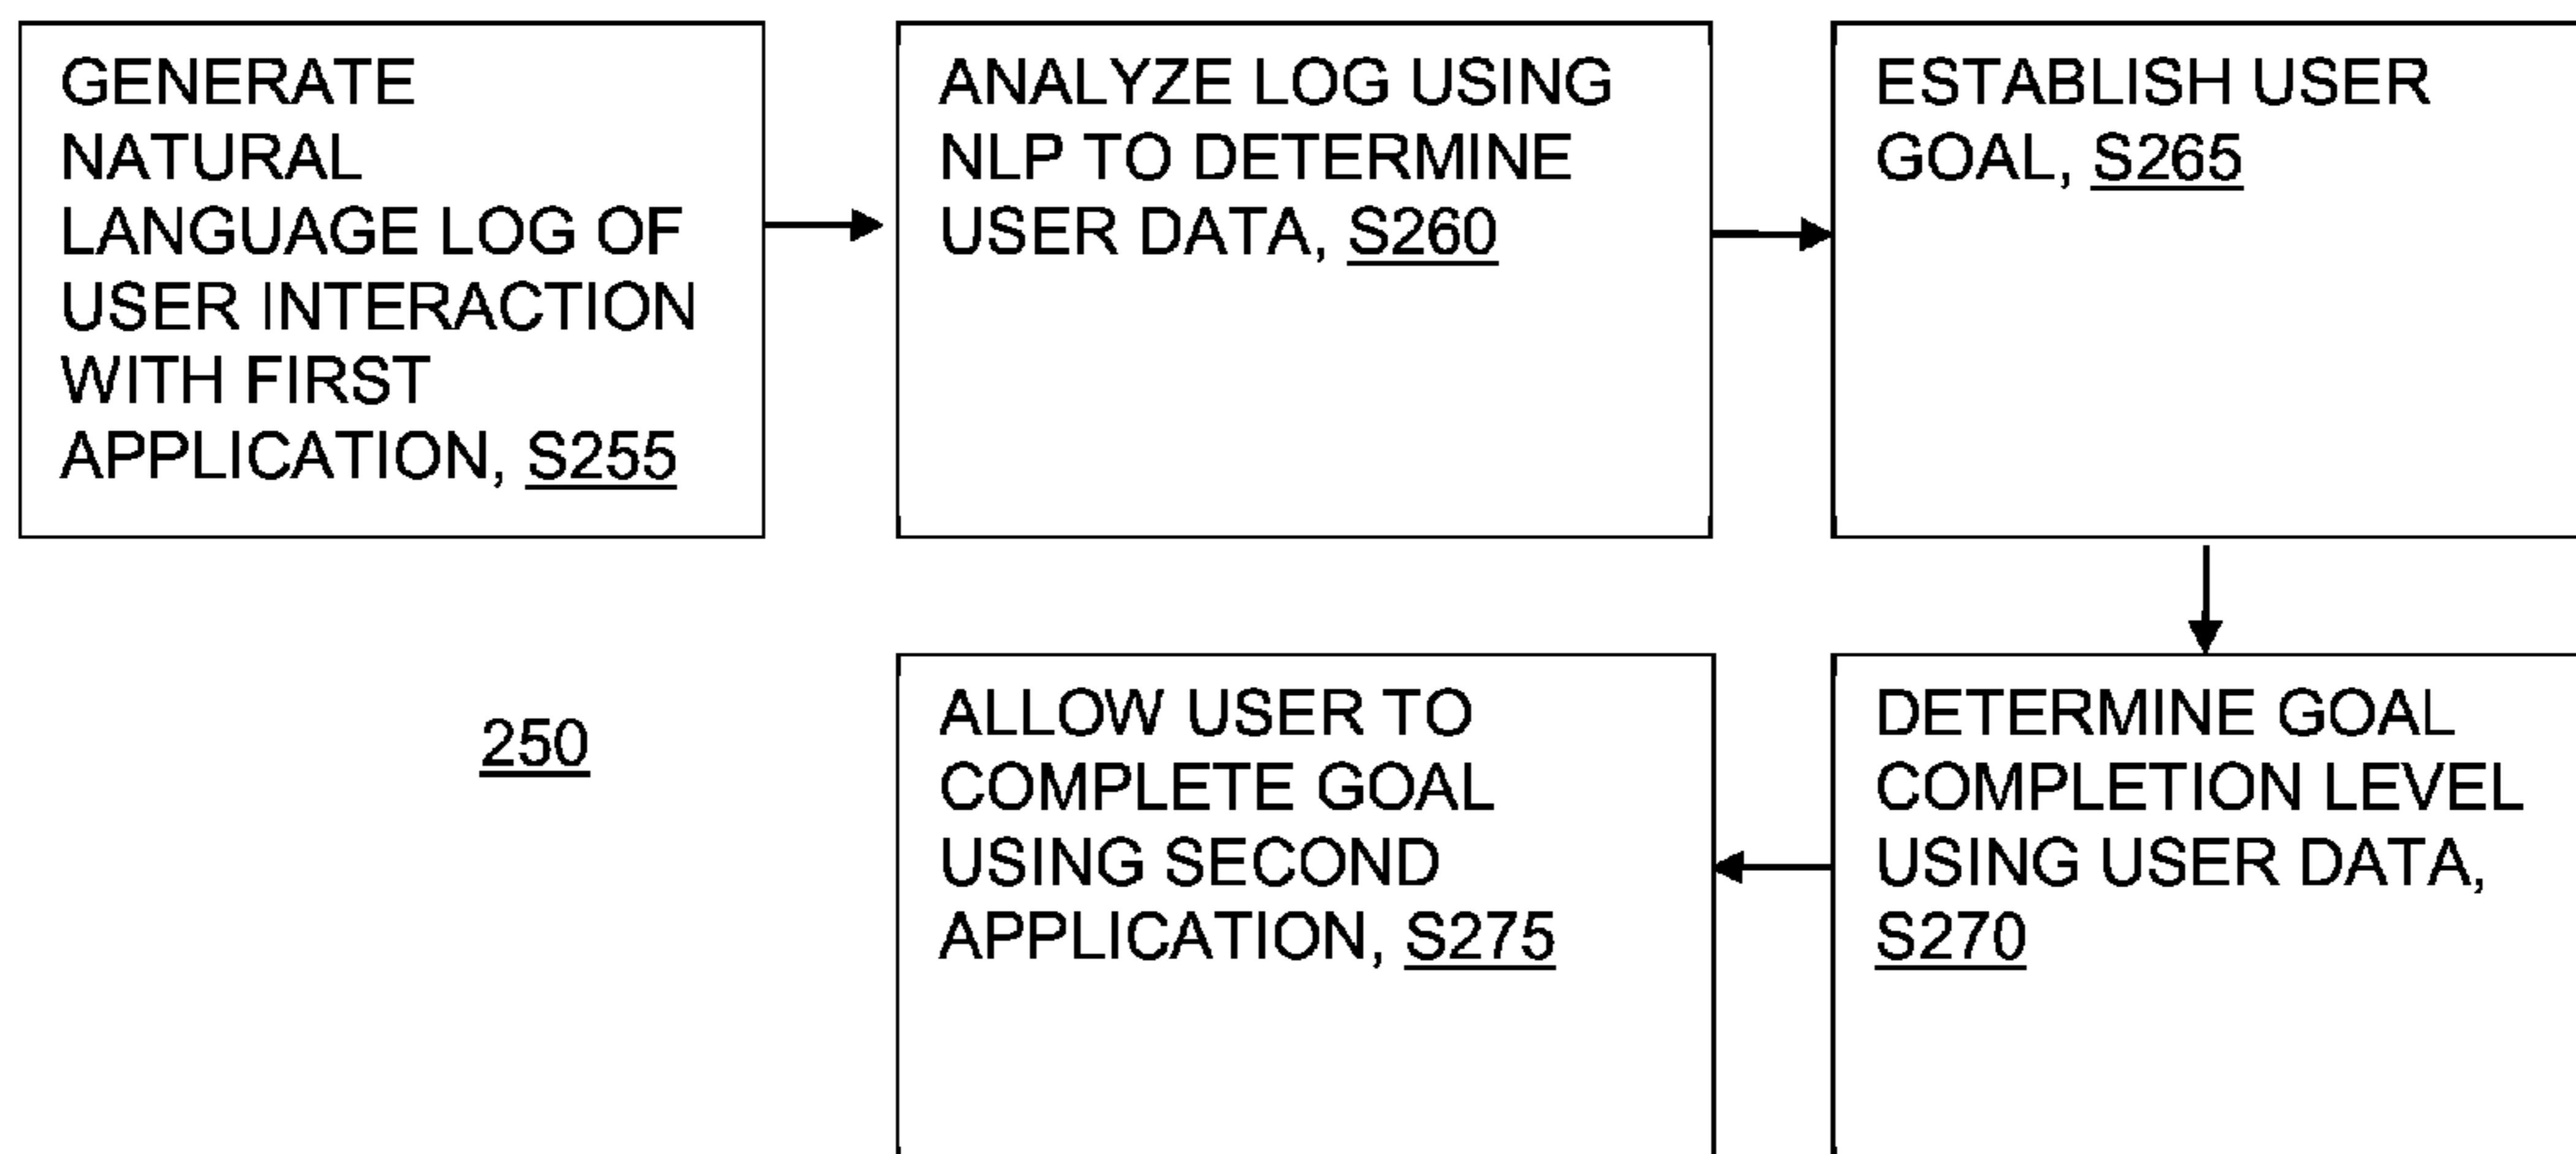 GENERATE
NATURAL
LANGUAGE LOG OF
USER INTERACTION
WITH FIRST
APPLICATION, S255
ANALYZE LOG USING
NLP TO DETERMINE
USER DATA, S260
ESTABLISH USER
GOAL, S265
DETERMINE GOAL
COMPLETION LEVEL
USING USER DATA,
S270
ALLOW USER TO
COMPLETE GOAL
USING SECOND
APPLICATION, S275
250